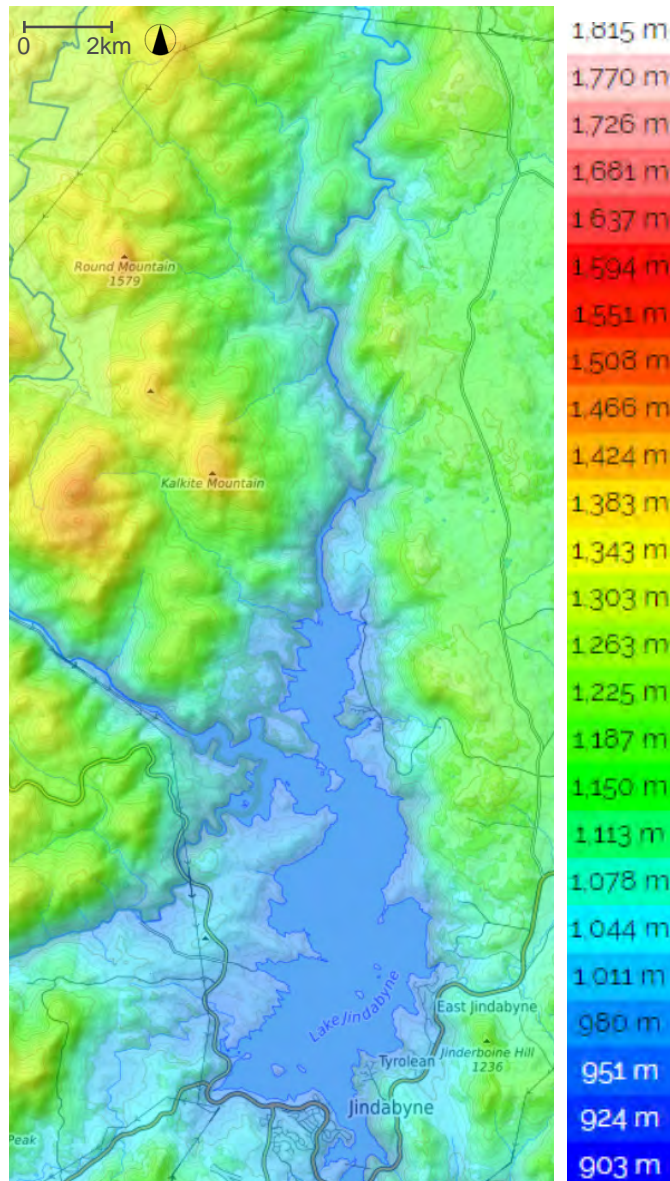 0
2km
Round Mountain
1579
Kalkite Mountain
Lake Jindabyne
East Jindabyne
Tyrolean
Jinderboine Hill
1236
Jindabyne
Peak
1,815 m
1,770 m
1,726 m
1,681 m
1,637 m
1,594 m
1,551 m
1,508 m
1,466 m
1,424 m
1,383 m
1,343 m
1,303 m
1,263 m
1,225 m
1,187 m
1,150 m
1,113 m
1,078 m
1,044 m
1,011 m
980 m
951 m
924 m
903 m